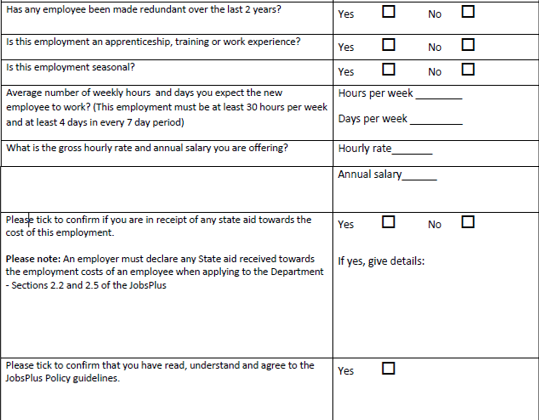 Has any employee been made redundant over the last 2 years?
Yes ☐ No ☐
Is this employment an apprenticeship, training or work experience?
Yes ☐ No ☐
Is this employment seasonal?
Yes ☐ No ☐
Average number of weekly hours and days you expect the new
employee to work? (This employment must be at least 30 hours per week
and at least 4 days in every 7 day period)
Hours per week ________
Days per week _________
What is the gross hourly rate and annual salary you are offering?
Hourly rate_______
Annual salary______
Please tick to confirm if you are in receipt of any state aid towards the
cost of this employment.
Please note: An employer must declare any State aid received towards
the employment costs of an employee when applying to the Department
- Sections 2.2 and 2.5 of the JobsPlus
Yes ☐ No ☐
If yes, give details:
Please tick to confirm that you have read, understand and agree to the
JobsPlus Policy guidelines.
Yes ☐